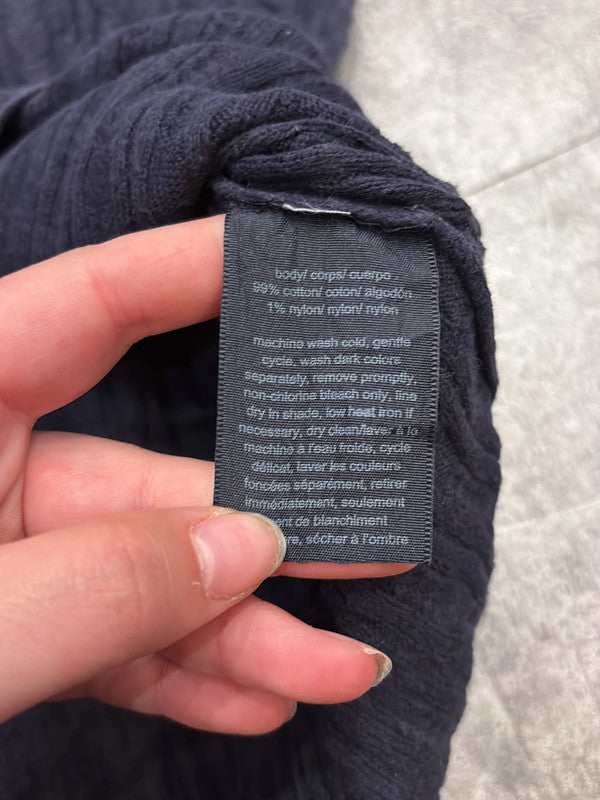 body/ corps/ cuerpo
99% cotton/ coton/ algodón
1% nylon/ nylon/ nylon
machine wash cold, gentle
cycle, wash dark colors
separately, remove promptly,
non-chlorine bleach only, line
dry in shade, low heat iron if
necessary, dry clean/laver à la
machine à l'eau froide, cycle
délicat, laver les couleurs
foncées séparément, retirer
immédiatement, seulement
de blanchiment
sécher à l'ombre